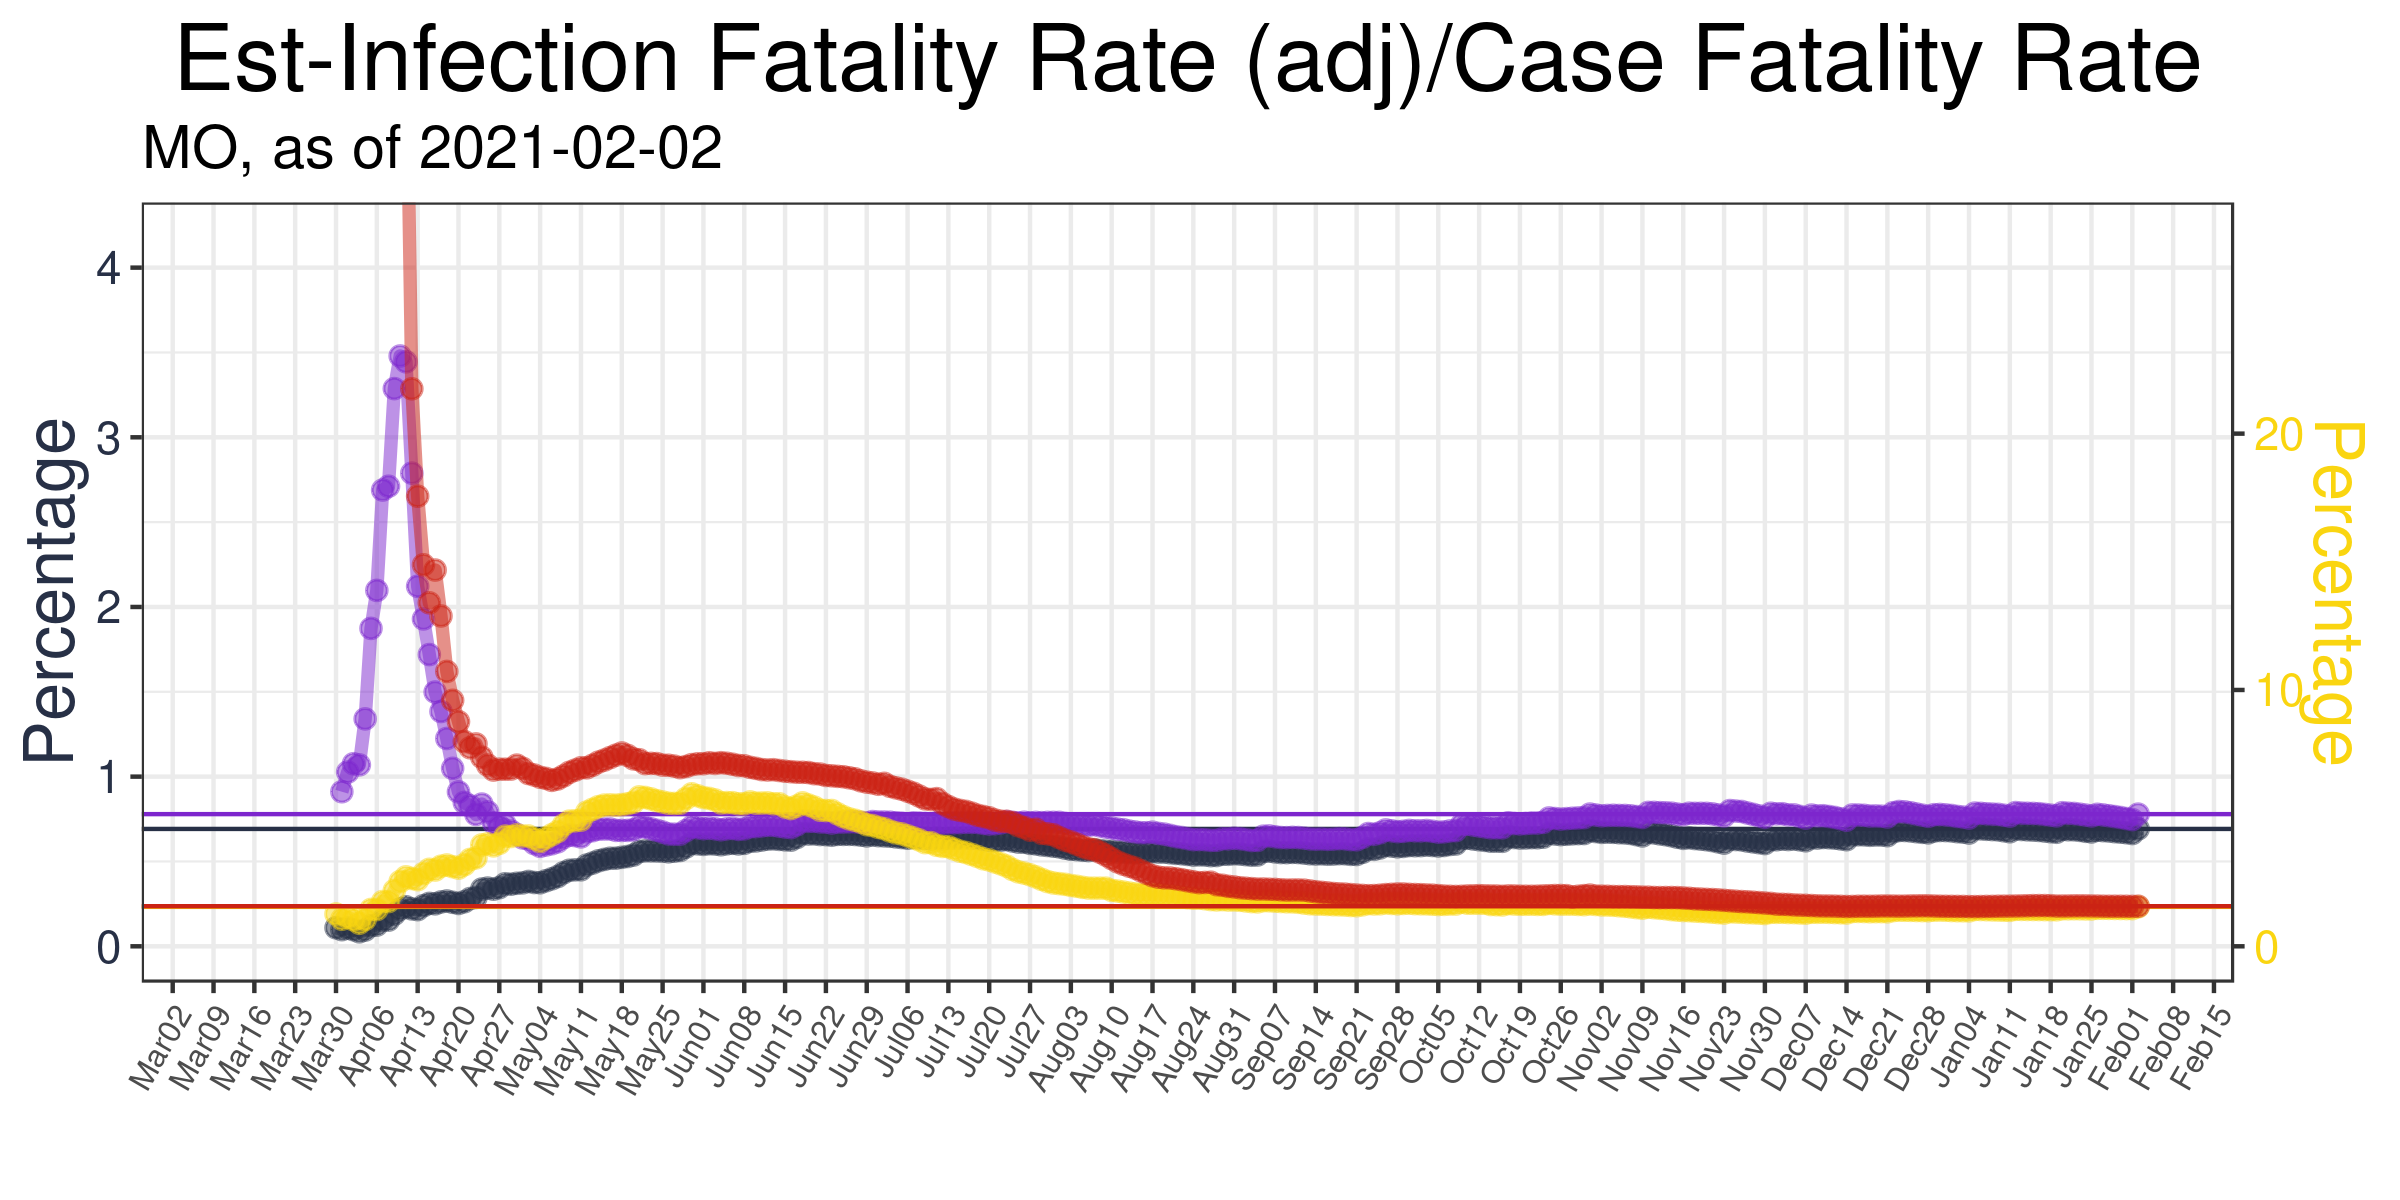 Est-Infection Fatality Rate (adj)/Case Fatality Rate
MO, as of 2021-02-02
Percentage
4
3
2
1
0
20
10
0
Percentage
Mar02
Mar09
Mar16
Mar23
Mar30
Apr06
Apr13
Apr20
Apr27
May04
May11
May18
May25
Jun01
Jun08
Jun15
Jun22
Jun29
Jul06
Jul13
Jul20
Jul27
Aug03
Aug10
Aug17
Aug24
Aug31
Sep07
Sep14
Sep21
Sep28
Oct05
Oct12
Oct19
Oct26
Nov02
Nov09
Nov16
Nov23
Nov30
Dec07
Dec14
Dec21
Dec28
Dec04
Jan11
Jan18
Jan25
Feb01
Feb08
Feb15